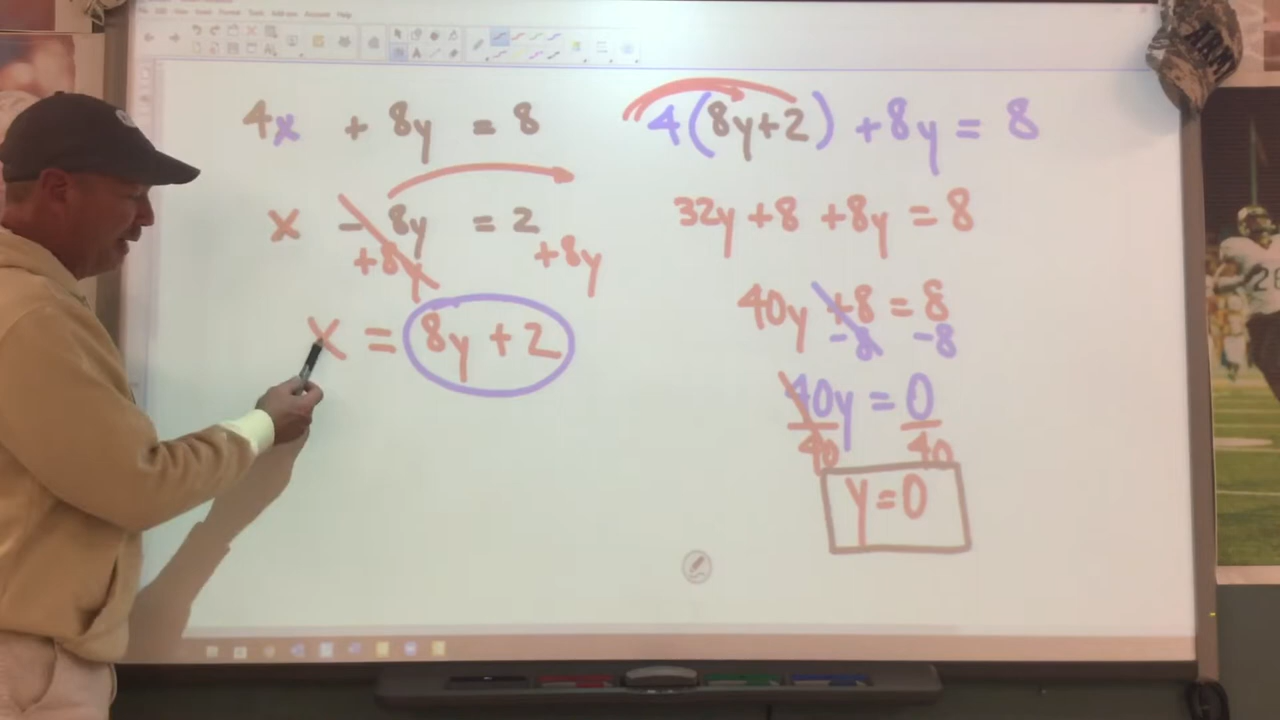 4x + 8y = 8
x - 8y = 2
+8y +8y
x = 8y + 2
4(8y+2) +8y = 8
32y +8 +8y = 8
40y +8 = 8
-8 -8
40y = 0
40 40
y = 0